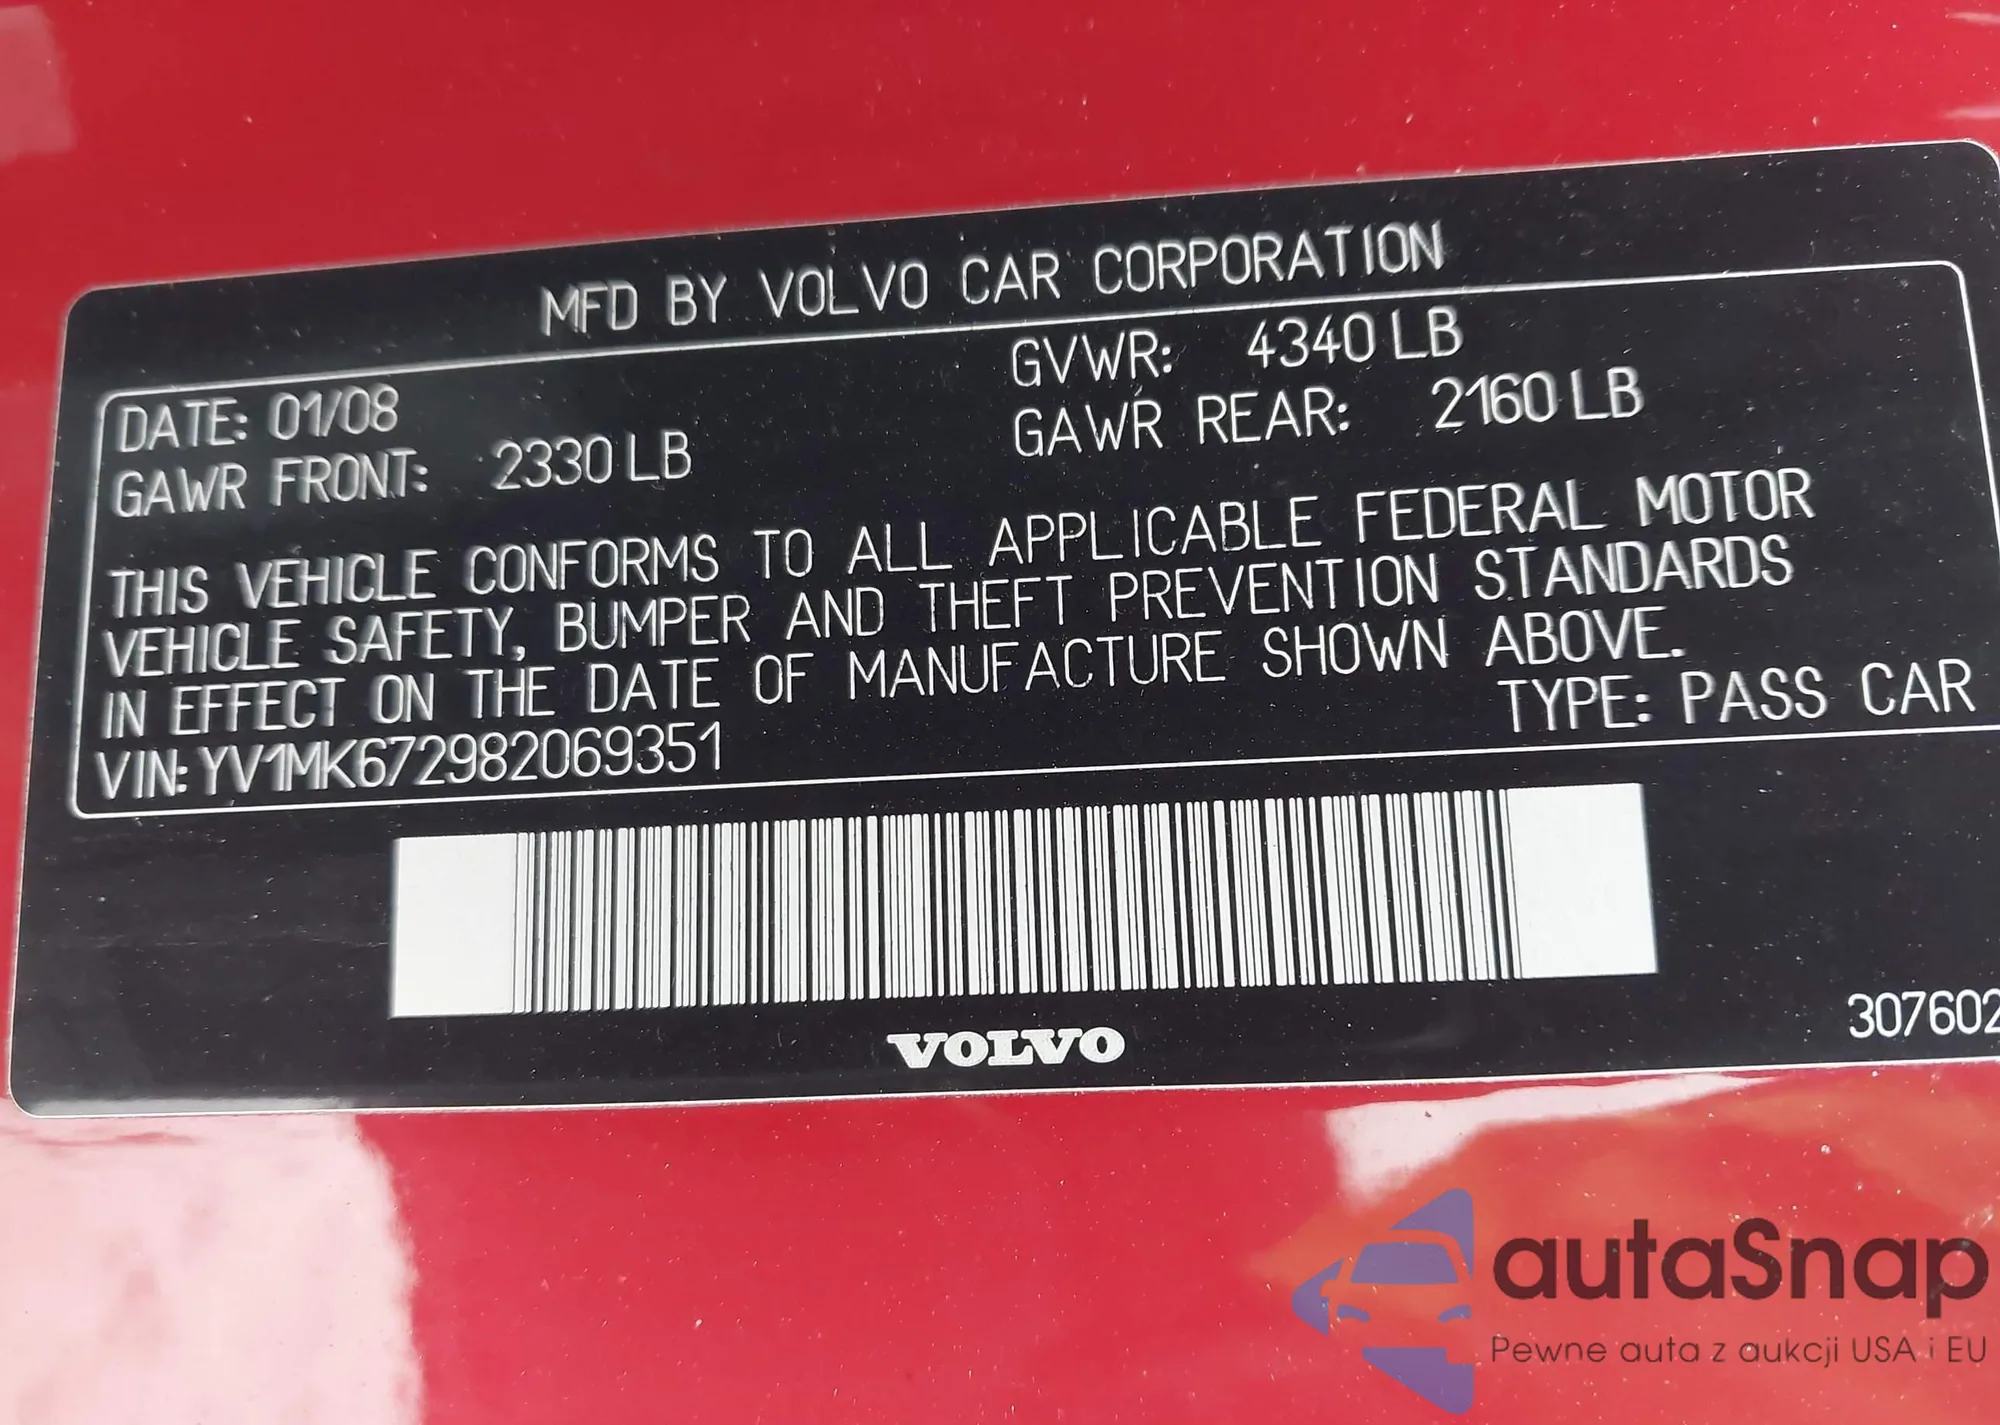 MFD BY VOLVO CAR CORPORATION
DATE: 01/08
GVWR: 4340 LB
GAWR FRONT: 2330 LB
GAWR REAR: 2160 LB
THIS VEHICLE CONFORMS TO ALL APPLICABLE FEDERAL MOTOR
VEHICLE SAFETY, BUMPER AND THEFT PREVENTION STANDARDS
IN EFFECT ON THE DATE OF MANUFACTURE SHOWN ABOVE.
VIN: YV1MK672982069351
TYPE: PASS CAR
VOLVO
307602
autaSnap
Pewne auta z aukcji USA i EU